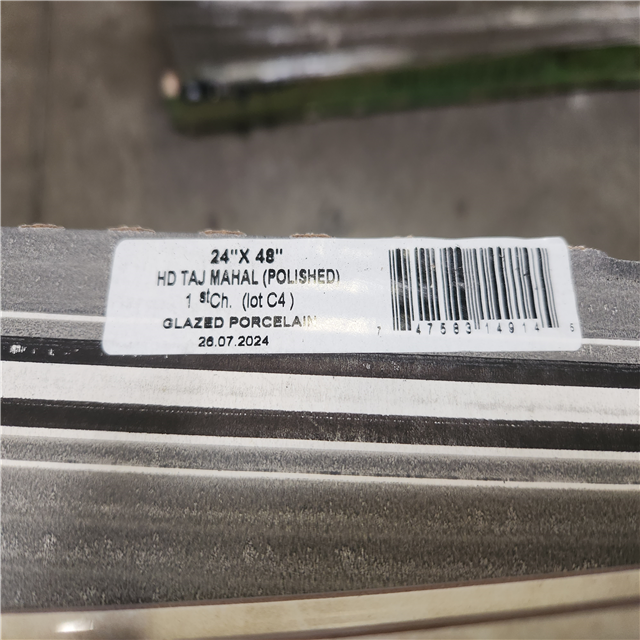 24"X 48"
HD TAJ MAHAL (POLISHED)
1 stCh. (lot C4 )
GLAZED PORCELAIN
26.07.2024
7 47583 14914 5